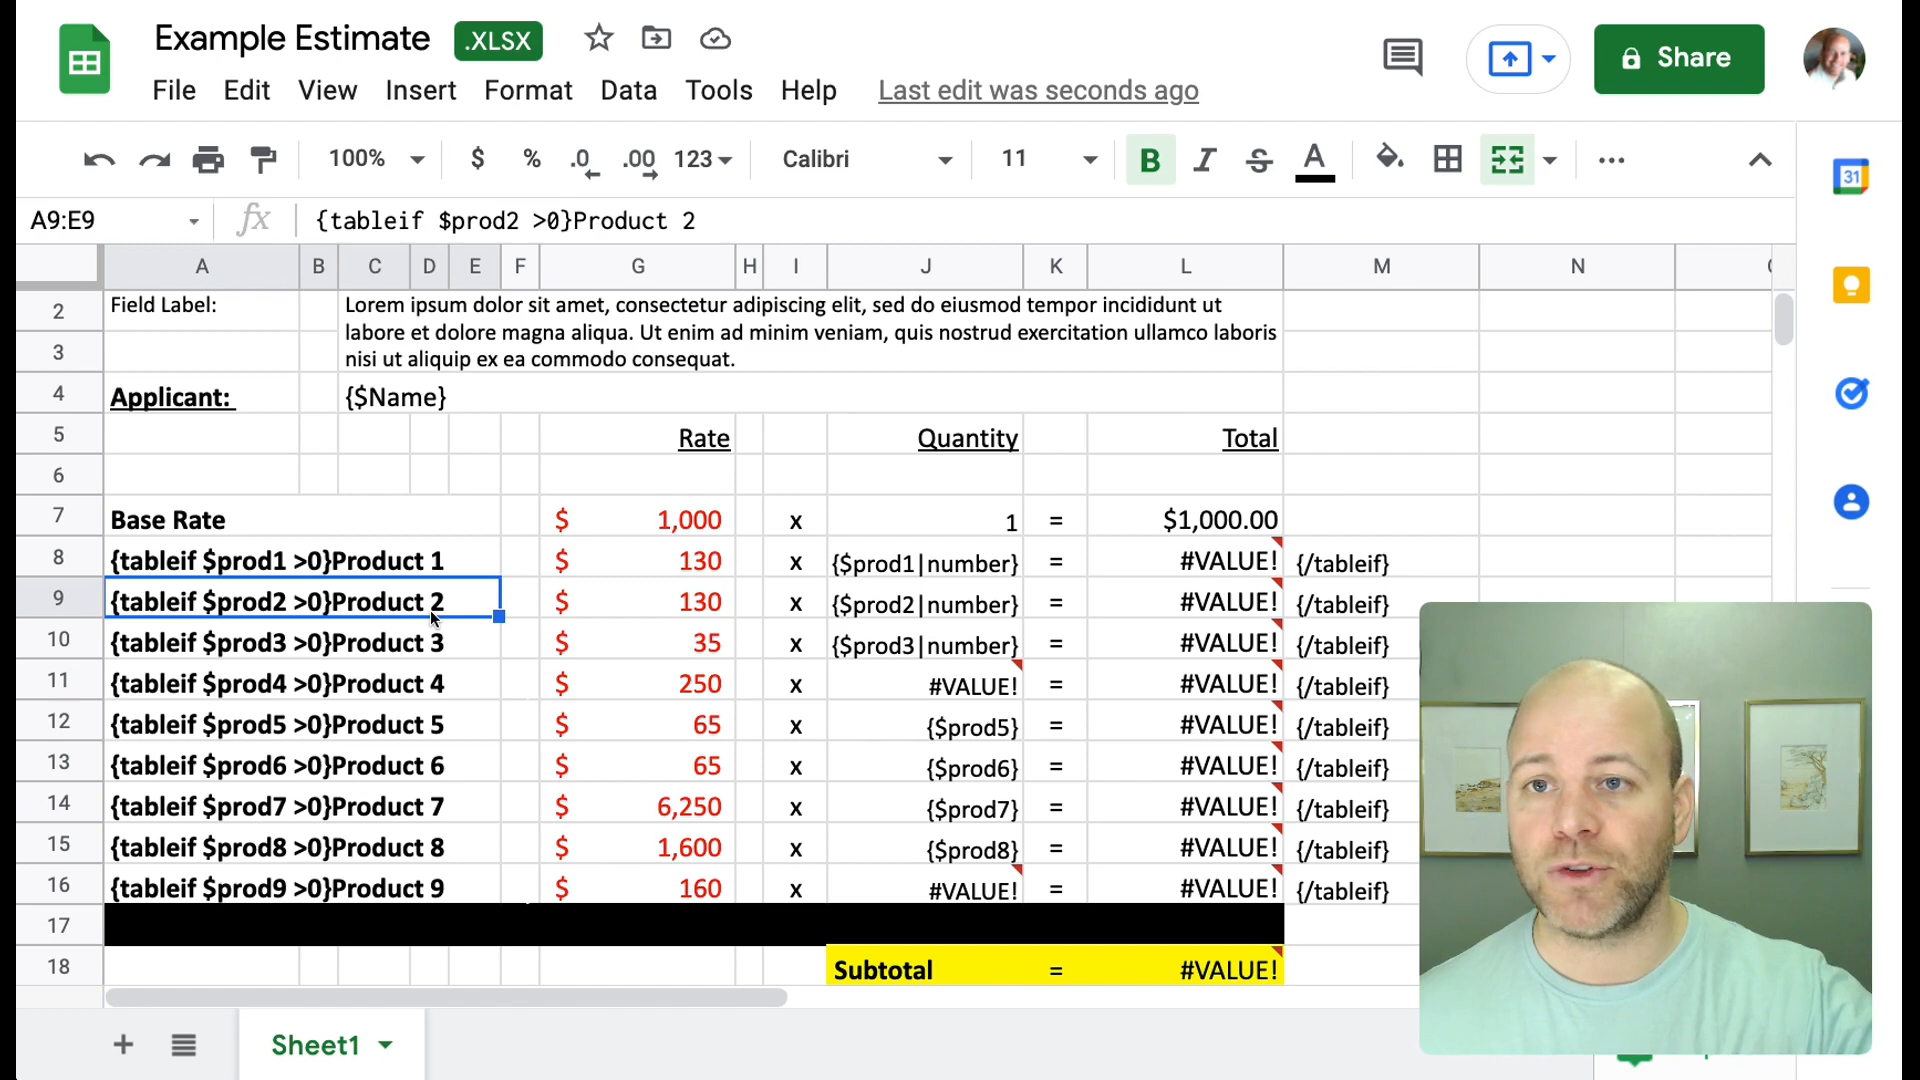 Example Estimate .XLSX
Share
File Edit View Insert Format Data Tools Help Last edit was seconds ago
100% $ % .0 .00 123 Calibri 11 B I S A
31
A9:E9 fx {tableif $prod2 >0}Product 2
A B C D E F G H I J K L M N
2 Field Label: Lorem ipsum dolor sit amet, consectetur adipiscing elit, sed do eiusmod tempor incididunt ut
labore et dolore magna aliqua. Ut enim ad minim veniam, quis nostrud exercitation ullamco laboris
3 nisi ut aliquip ex ea commodo consequat.
4 Applicant: {$Name}
5 Rate Quantity Total
6
7 Base Rate $ 1,000 x 1 = $1,000.00
8 {tableif $prod1 >0}Product 1 $ 130 x {$prod1|number} = #VALUE! {/tableif}
9 {tableif $prod2 >0}Product 2 $ 130 x {$prod2|number} = #VALUE! {/tableif}
10 {tableif $prod3 >0}Product 3 $ 35 x {$prod3|number} = #VALUE! {/tableif}
11 {tableif $prod4 >0}Product 4 $ 250 x #VALUE! = #VALUE! {/tableif}
12 {tableif $prod5 >0}Product 5 $ 65 x {$prod5} = #VALUE! {/tableif}
13 {tableif $prod6 >0}Product 6 $ 65 x {$prod6} = #VALUE! {/tableif}
14 {tableif $prod7 >0}Product 7 $ 6,250 x {$prod7} = #VALUE! {/tableif}
15 {tableif $prod8 >0}Product 8 $ 1,600 x {$prod8} = #VALUE! {/tableif}
16 {tableif $prod9 >0}Product 9 $ 160 x #VALUE! = #VALUE! {/tableif}
17
18 Subtotal = #VALUE!
Sheet1